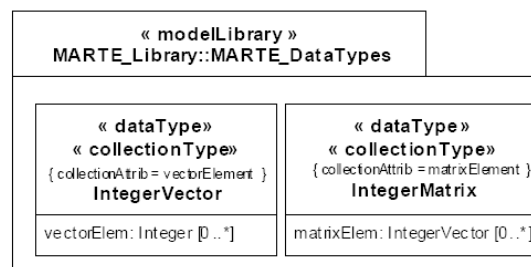 « modelLibrary »
MARTE_Library::MARTE_DataTypes
« dataType»
« collectionType»
{ collectionAttrib = vectorElement }
IntegerVector
vectorElem: Integer [0..*]
« dataType»
« collectionType»
{ collectionAttrib = matrixElement }
IntegerMatrix
matrixElem: IntegerVector [0..*]